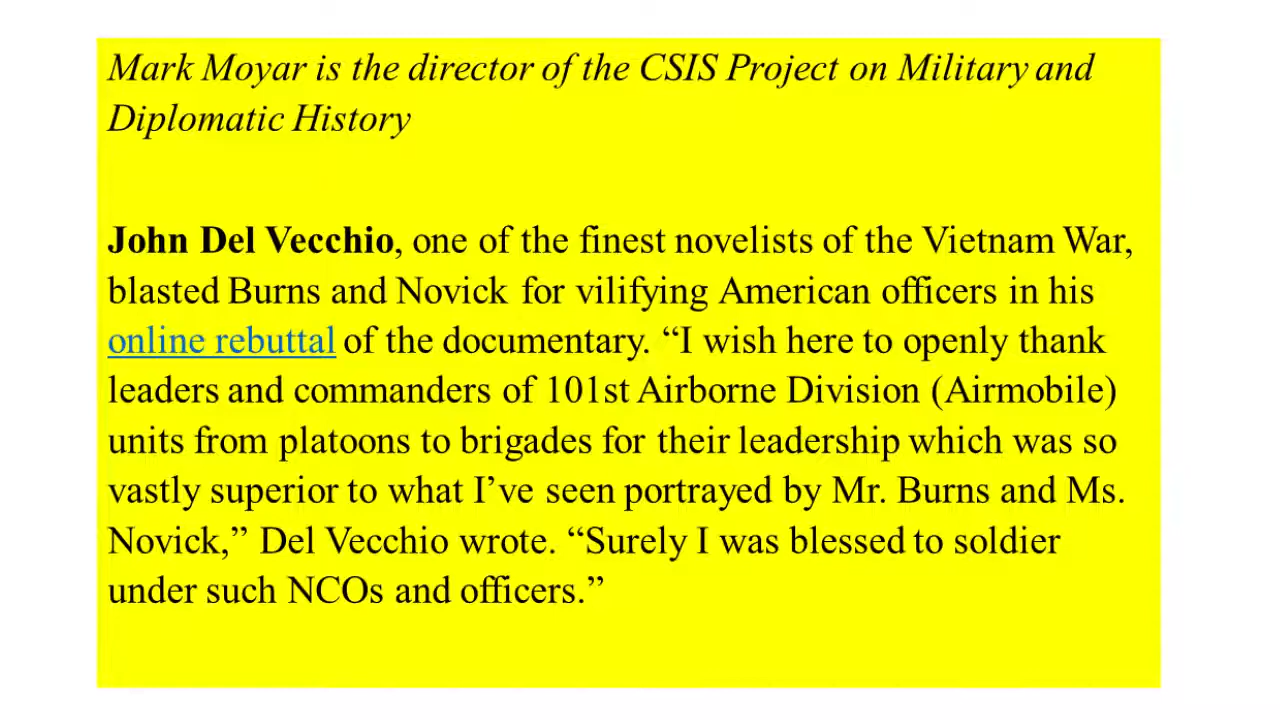 Mark Moyar is the director of the CSIS Project on Military and
Diplomatic History
John Del Vecchio, one of the finest novelists of the Vietnam War,
blasted Burns and Novick for vilifying American officers in his
online rebuttal of the documentary. “I wish here to openly thank
leaders and commanders of 101st Airborne Division (Airmobile)
units from platoons to brigades for their leadership which was so
vastly superior to what I’ve seen portrayed by Mr. Burns and Ms.
Novick,” Del Vecchio wrote. “Surely I was blessed to soldier
under such NCOs and officers.”